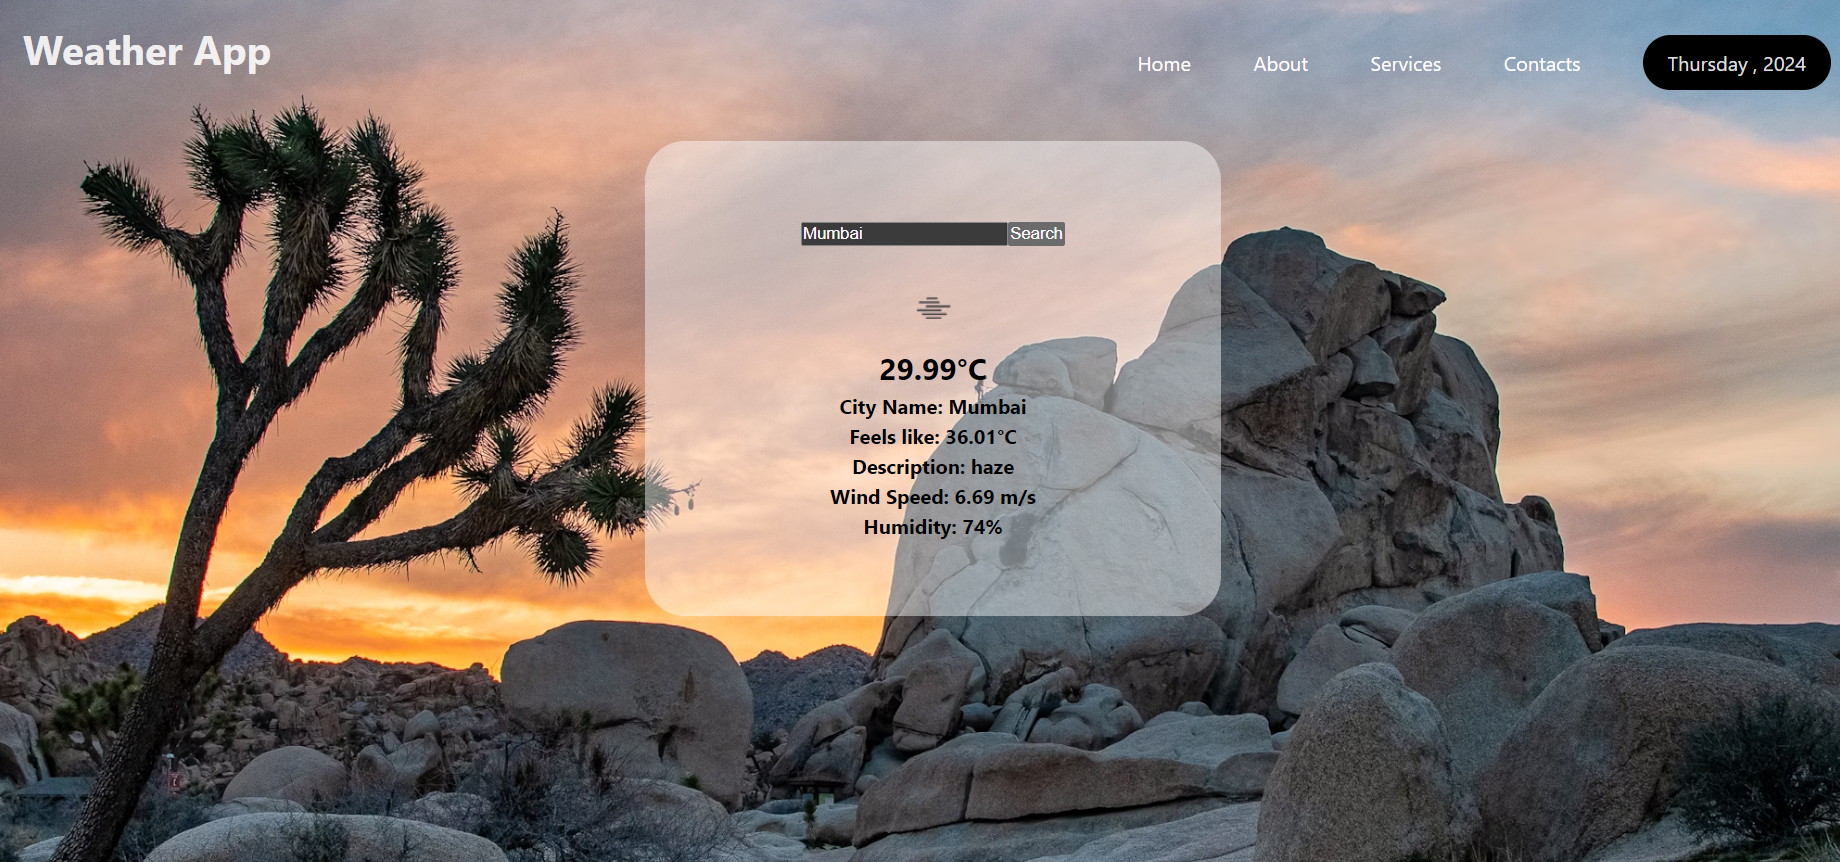 Weather App
Home About Services Contacts Thursday , 2024
Mumbai Search
29.99°C
City Name: Mumbai
Feels like: 36.01°C
Description: haze
Wind Speed: 6.69 m/s
Humidity: 74%